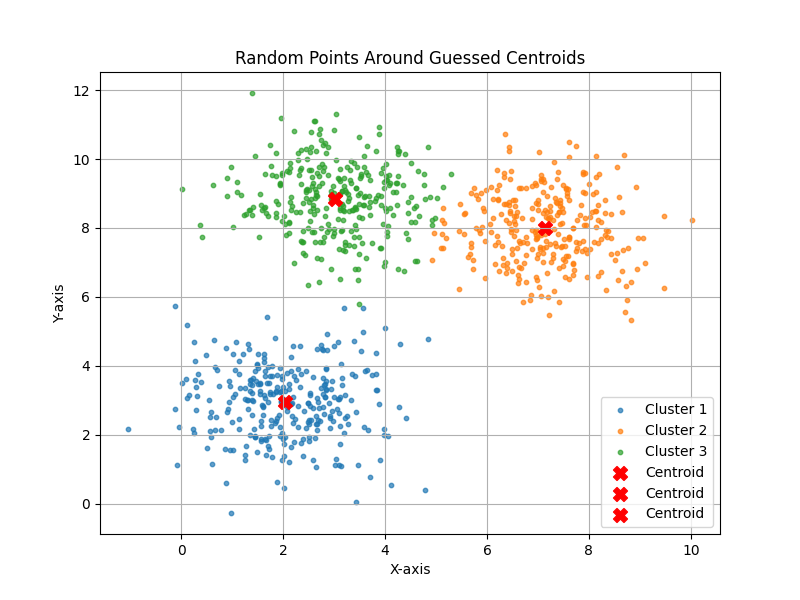 Random Points Around Guessed Centroids
12
10
8
6
4
2
0
Y-axis
0 2 4 6 8 10
X-axis
Cluster 1
Cluster 2
Cluster 3
Centroid
Centroid
Centroid